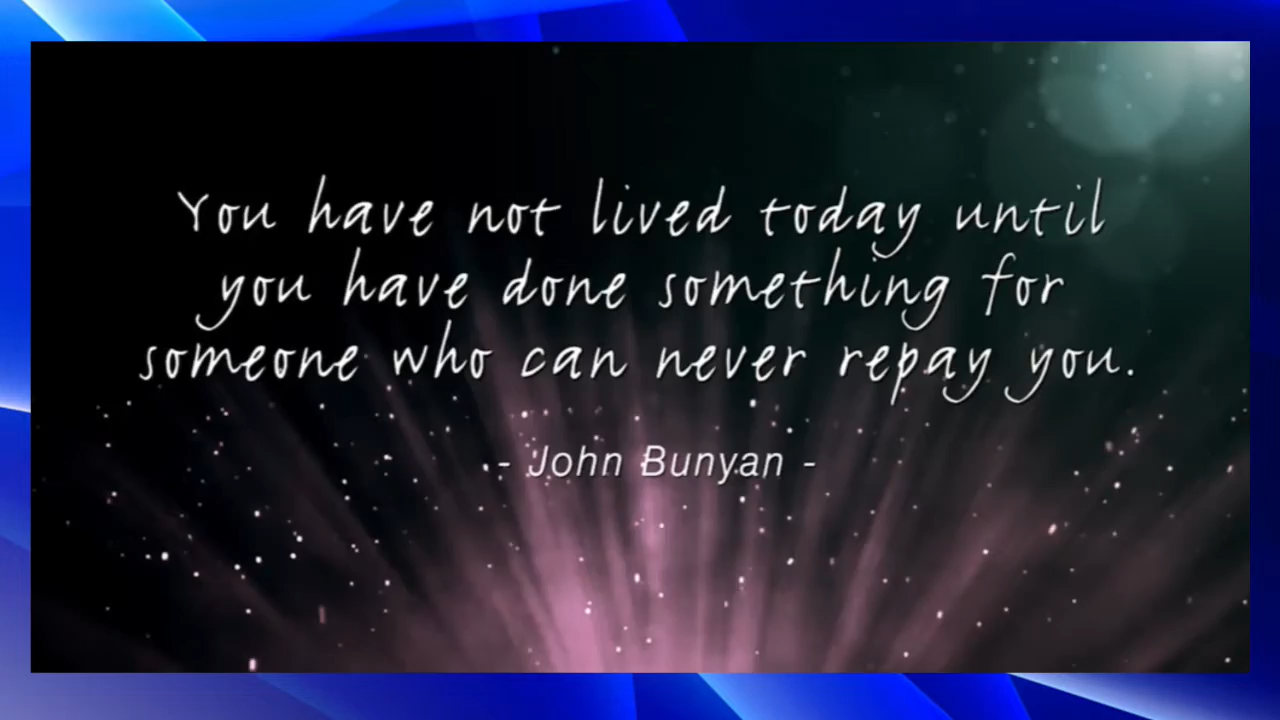 You have not lived today until
you have done something for
someone who can never repay you.
- John Bunyan -